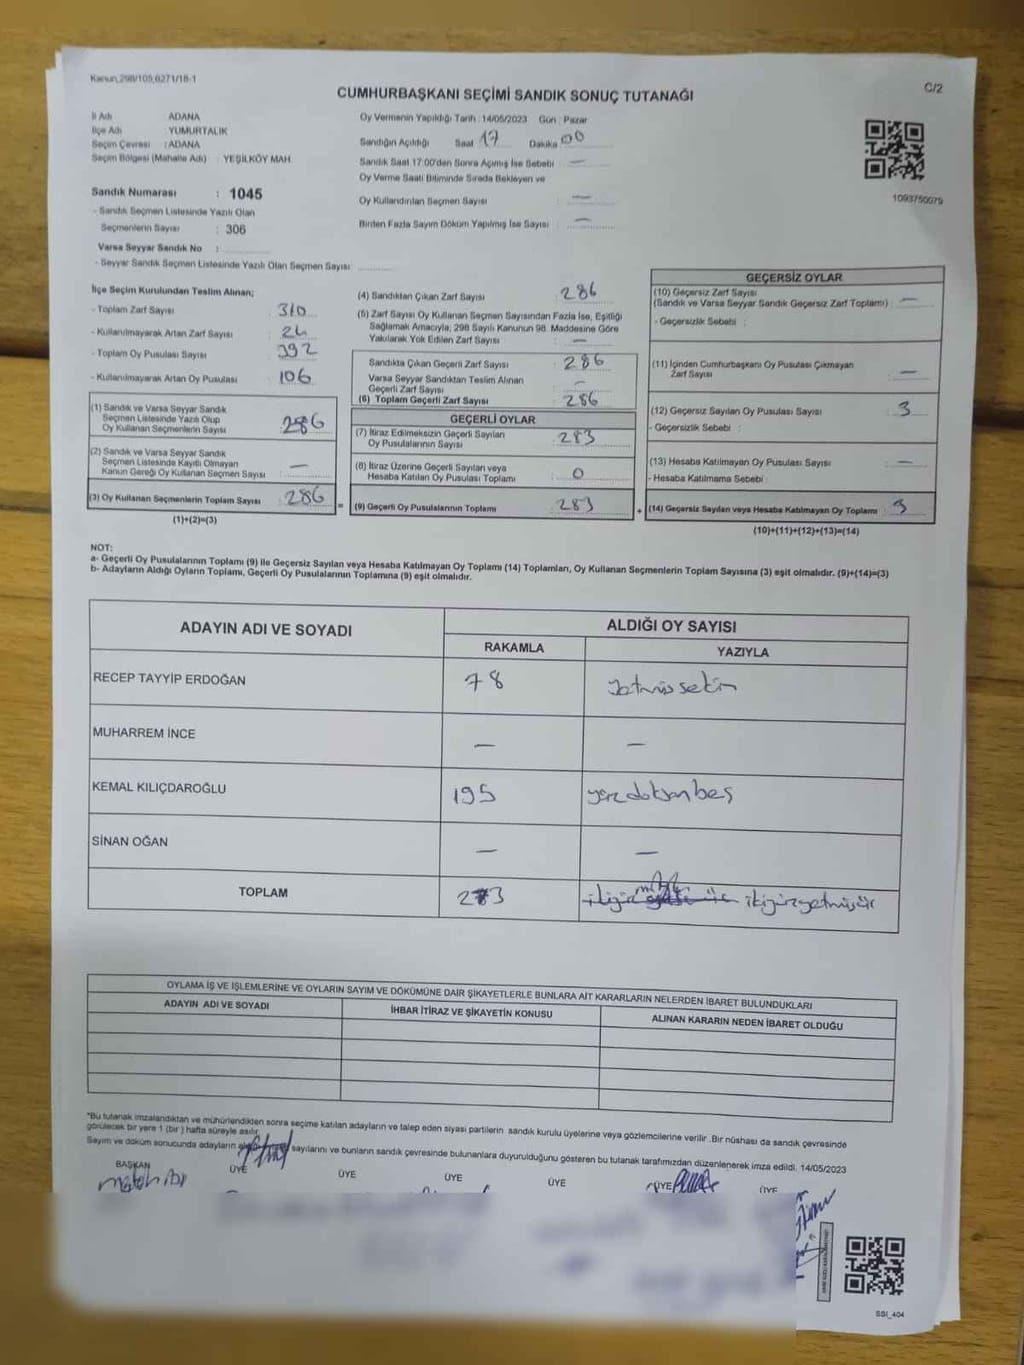 Kanun,298/105,6271/18-1
C/2
CUMHURBAŞKANI SEÇİMİ SANDIK SONUÇ TUTANAĞI
İl Adı ADANA
İlçe Adı YUMURTALIK
Seçim Çevresi : ADANA
Seçim Bölgesi (Mahalle Adı) : YEŞİLKÖY MAH.
Sandık Numarası : 1045
- Sandık Seçmen Listesinde Yazılı Olan
Seçmenlerin Sayısı : 306
Varsa Seyyar Sandık No :
- Seyyar Sandık Seçmen Listesinde Yazılı Olan Seçmen Sayısı
Oy Vermenin Yapıldığı Tarih : 14/05/2023 Gün : Pazar
Sandığın Açıldığı Saat 17 Dakika 00
Sandık Saat 17:00'den Sonra Açımış İse Sebebi : —
Oy Verme Saati Bitiminde Sırada Bekleyen ve
Oy Kullandırılan Seçmen Sayısı : —
Birden Fazla Sayım Döküm Yapılmış İse Sayısı : —
1093750079
İlçe Seçim Kurulundan Teslim Alınan;
- Toplam Zarf Sayısı : 310
- Kullanılmayarak Artan Zarf Sayısı : 24
- Toplam Oy Pusulası Sayısı : 392
- Kullanılmayarak Artan Oy Pusulası : 106
(1) Sandık ve Varsa Seyyar Sandık
Seçmen Listesinde Yazılı Olup
Oy Kullanan Seçmenlerin Sayısı : 286
(2) Sandık ve Varsa Seyyar Sandık
Seçmen Listesinde Kayıtlı Olmayan
Kanun Gereği Oy Kullanan Seçmen Sayısı : —
(3) Oy Kullanan Seçmenlerin Toplam Sayısı : 286
(1)+(2)=(3)
(4) Sandıktan Çıkan Zarf Sayısı : 286
(5) Zarf Sayısı Oy Kullanan Seçmen Sayısından Fazla İse, Eşitliği
Sağlamak Amacıyla, 298 Sayılı Kanunun 98. Maddesine Göre
Yakılarak Yok Edilen Zarf Sayısı : —
Sandıkta Çıkan Geçerli Zarf Sayısı : 286
Varsa Seyyar Sandıktan Teslim Alınan
Geçerli Zarf Sayısı : —
(6) Toplam Geçerli Zarf Sayısı : 286
GEÇERLİ OYLAR
(7) İtiraz Edilmeksizin Geçerli Sayılan
Oy Pusulalarının Sayısı : 283
(8) İtiraz Üzerine Geçerli Sayılan veya
Hesaba Katılan Oy Pusulası Toplamı : 0
= (9) Geçerli Oy Pusulalarının Toplamı : 283
GEÇERSİZ OYLAR
(10) Geçersiz Zarf Sayısı
(Sandık ve Varsa Seyyar Sandık Geçersiz Zarf Toplamı) : —
- Geçersizlik Sebebi :
(11) İçinden Cumhurbaşkanı Oy Pusulası Çıkmayan
Zarf Sayısı : —
(12) Geçersiz Sayılan Oy Pusulası Sayısı : 3
- Geçersizlik Sebebi :
(13) Hesaba Katılmayan Oy Pusulası Sayısı : —
- Hesaba Katılmama Sebebi :
+ (14) Geçersiz Sayılan veya Hesaba Katılmayan Oy Toplamı : 3
(10)+(11)+(12)+(13)=(14)
NOT:
a- Geçerli Oy Pusulalarının Toplamı (9) ile Geçersiz Sayılan veya Hesaba Katılmayan Oy Toplamı (14) Toplamları, Oy Kullanan Seçmenlerin Toplam Sayısına (3) eşit olmalıdır. (9)+(14)=(3)
b- Adayların Aldığı Oyların Toplamı, Geçerli Oy Pusulalarının Toplamına (9) eşit olmalıdır.
ADAYIN ADI VE SOYADI ALDIĞI OY SAYISI
RAKAMLA YAZIYLA
RECEP TAYYİP ERDOĞAN 78 yetmişsekiz
MUHARREM İNCE — —
KEMAL KILIÇDAROĞLU 195 yüzdoksanbeş
SİNAN OĞAN — —
TOPLAM 273 ikiyüzyetmişüç
OYLAMA İŞ VE İŞLEMLERİNE VE OYLARIN SAYIM VE DÖKÜMÜNE DAİR ŞİKAYETLERLE BUNLARA AİT KARARLARIN NELERDEN İBARET BULUNDUKLARI
ADAYIN ADI VE SOYADI İHBAR İTİRAZ VE ŞİKAYETİN KONUSU ALINAN KARARIN NEDEN İBARET OLDUĞU
"Bu tutanak imzalandıktan ve mühürlendikten sonra seçime katılan adayların ve talep eden siyasi partilerin sandık kurulu üyelerine veya gözlemcilerine verilir .Bir nüshası da sandık çevresinde
görülecek bir yere 1 (bir ) hafta süreyle asılır.
Sayım ve döküm sonucunda adayların sayılarını ve bunların sandık çevresinde bulunanlara duyurulduğunu gösteren bu tutanak tarafımızdan düzenlenerek imza edildi. 14/05/2023
BAŞKAN ÜYE ÜYE ÜYE ÜYE ÜYE ÜYE
SSI_404